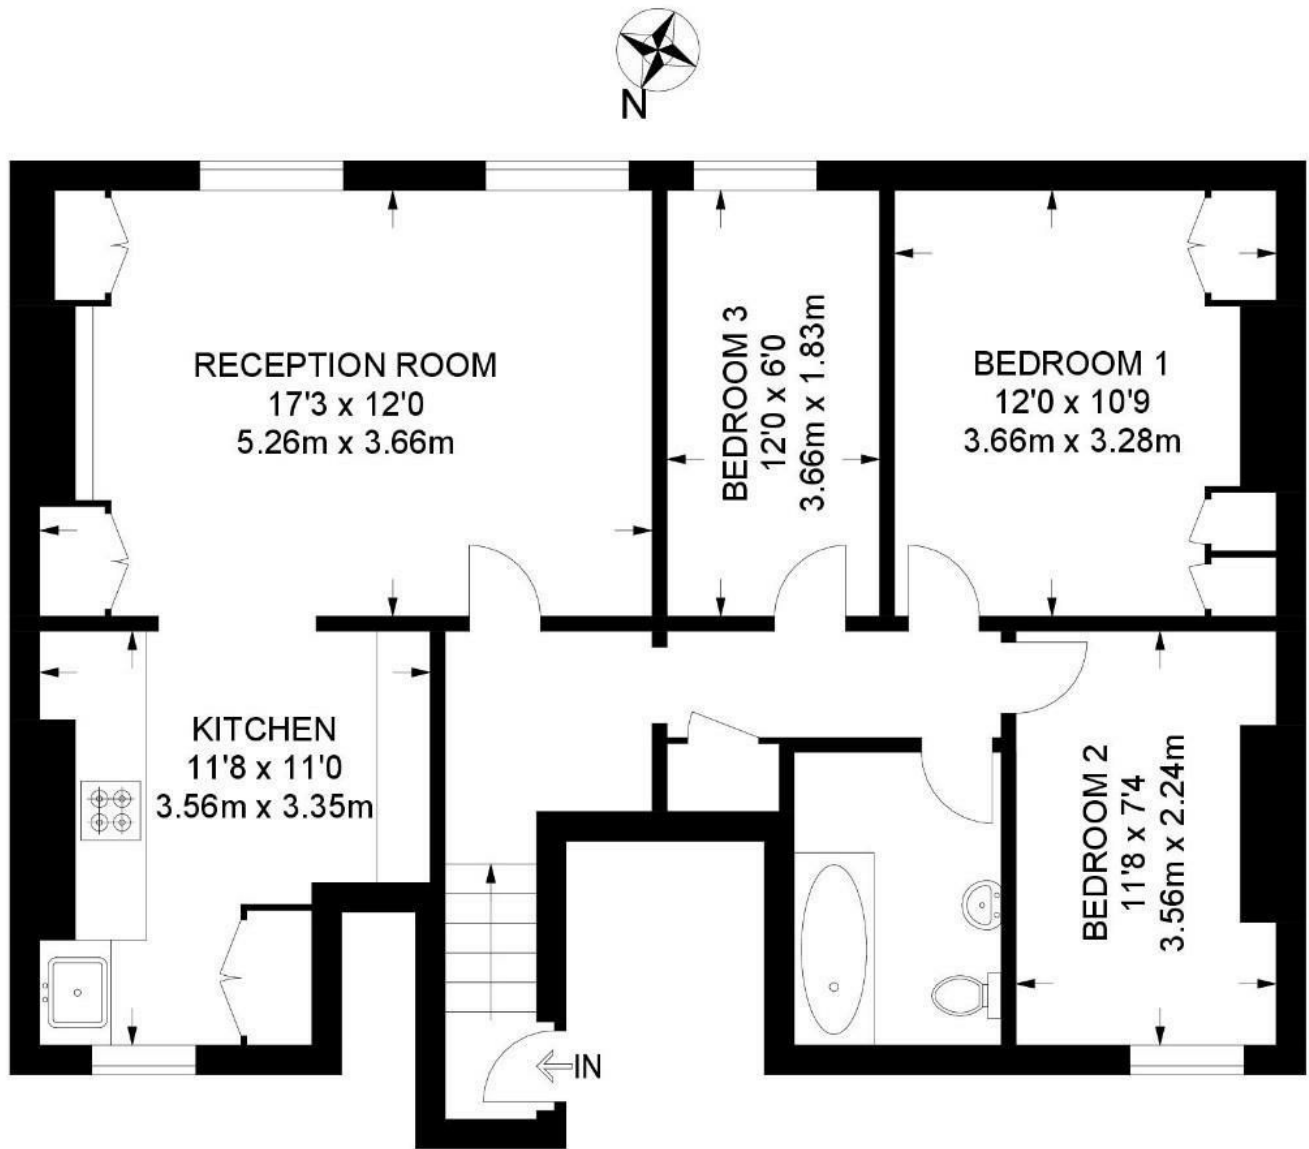 N
RECEPTION ROOM
17'3 x 12'0
5.26m x 3.66m
BEDROOM 3
12'0 x 6'0
3.66m x 1.83m
BEDROOM 1
12'0 x 10'9
3.66m x 3.28m
KITCHEN
11'8 x 11'0
3.56m x 3.35m
BEDROOM 2
11'8 x 7'4
3.56m x 2.24m
IN